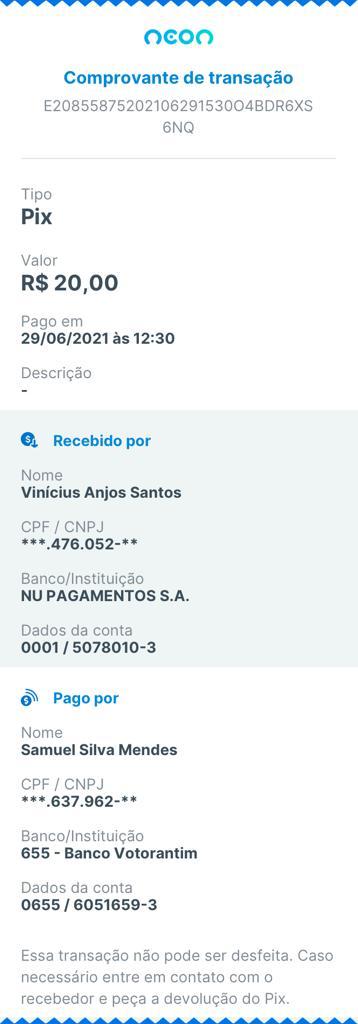 neon
Comprovante de transação
E20855875202106291530O4BDR6XS
6NQ
Tipo
Pix
Valor
R$ 20,00
Pago em
29/06/2021 às 12:30
Descrição
-
Recebido por
Nome
Vinícius Anjos Santos
CPF / CNPJ
***.476.052-**
Banco/Instituição
NU PAGAMENTOS S.A.
Dados da conta
0001 / 5078010-3
Pago por
Nome
Samuel Silva Mendes
CPF / CNPJ
***.637.962-**
Banco/Instituição
655 - Banco Votorantim
Dados da conta
0655 / 6051659-3
Essa transação não pode ser desfeita. Caso
necessário entre em contato com o
recebedor e peça a devolução do Pix.